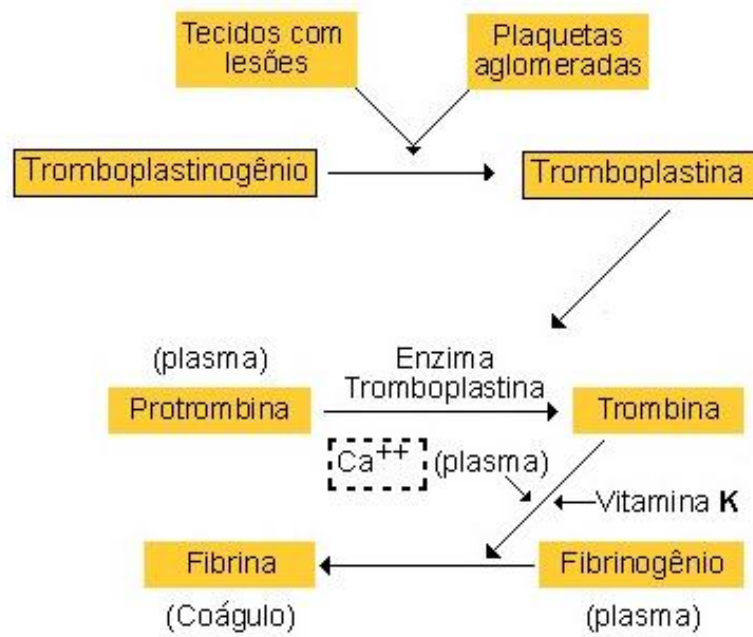 Tecidos com
lesões
Plaquetas
aglomeradas
Tromboplastinogênio
Tromboplastina
(plasma)
Enzima
Tromboplastina
Protrombina
Trombina
Ca++ (plasma)
Vitamina K
Fibrina
Fibrinogênio
(Coágulo)
(plasma)